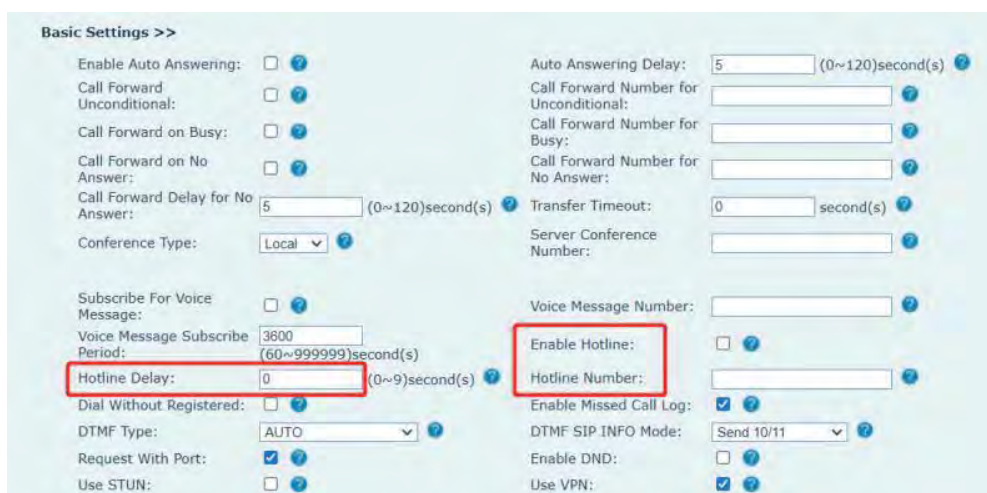 Basic Settings >>
Enable Auto Answering:
Auto Answering Delay: 5 (0~120)second(s)
Call Forward
Unconditional:
Call Forward Number for
Unconditional:
Call Forward on Busy:
Call Forward Number for
Busy:
Call Forward on No
Answer:
Call Forward Number for
No Answer:
Call Forward Delay for No
Answer: 5 (0~120)second(s)
Transfer Timeout: 0 second(s)
Conference Type: Local
Server Conference
Number:
Subscribe For Voice
Message:
Voice Message Number:
Voice Message Subscribe
Period: 3600
(60~999999)second(s)
Enable Hotline:
Hotline Delay: 0 (0~9)second(s)
Hotline Number:
Dial Without Registered:
Enable Missed Call Log:
DTMF Type: AUTO
DTMF SIP INFO Mode: Send 10/11
Request With Port:
Enable DND:
Use STUN:
Use VPN: